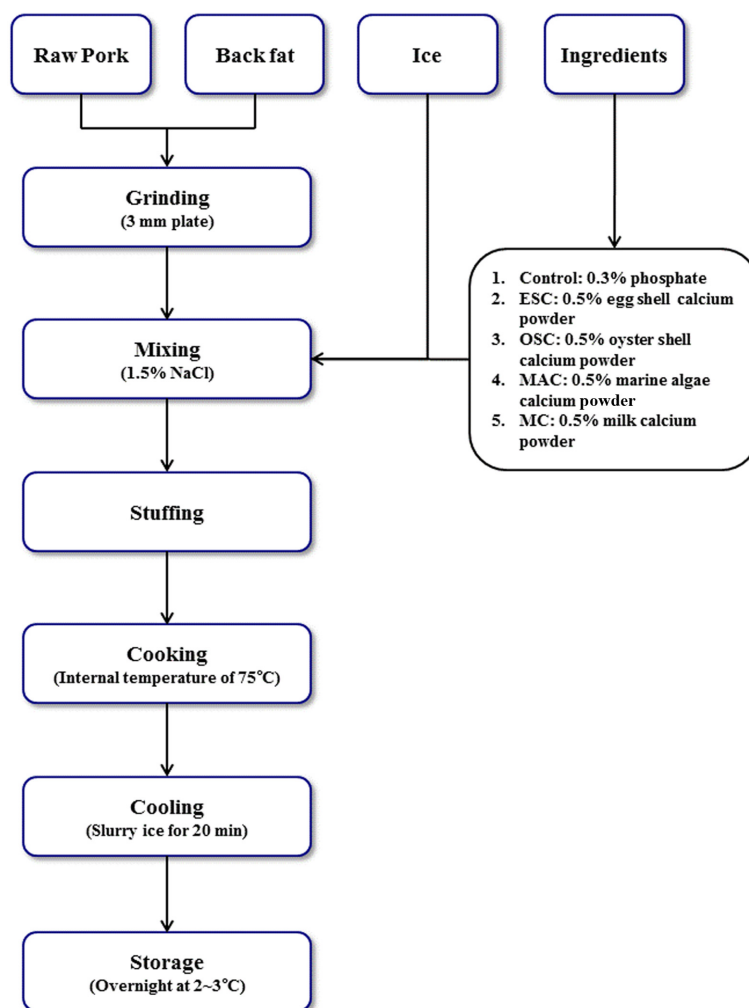 Raw Pork
Back fat
Ice
Ingredients
Grinding
(3 mm plate)
1. Control: 0.3% phosphate
2. ESC: 0.5% egg shell calcium
powder
3. OSC: 0.5% oyster shell
calcium powder
4. MAC: 0.5% marine algae
calcium powder
5. MC: 0.5% milk calcium
powder
Mixing
(1.5% NaCl)
Stuffing
Cooking
(Internal temperature of 75°C)
Cooling
(Slurry ice for 20 min)
Storage
(Overnight at 2~3°C)